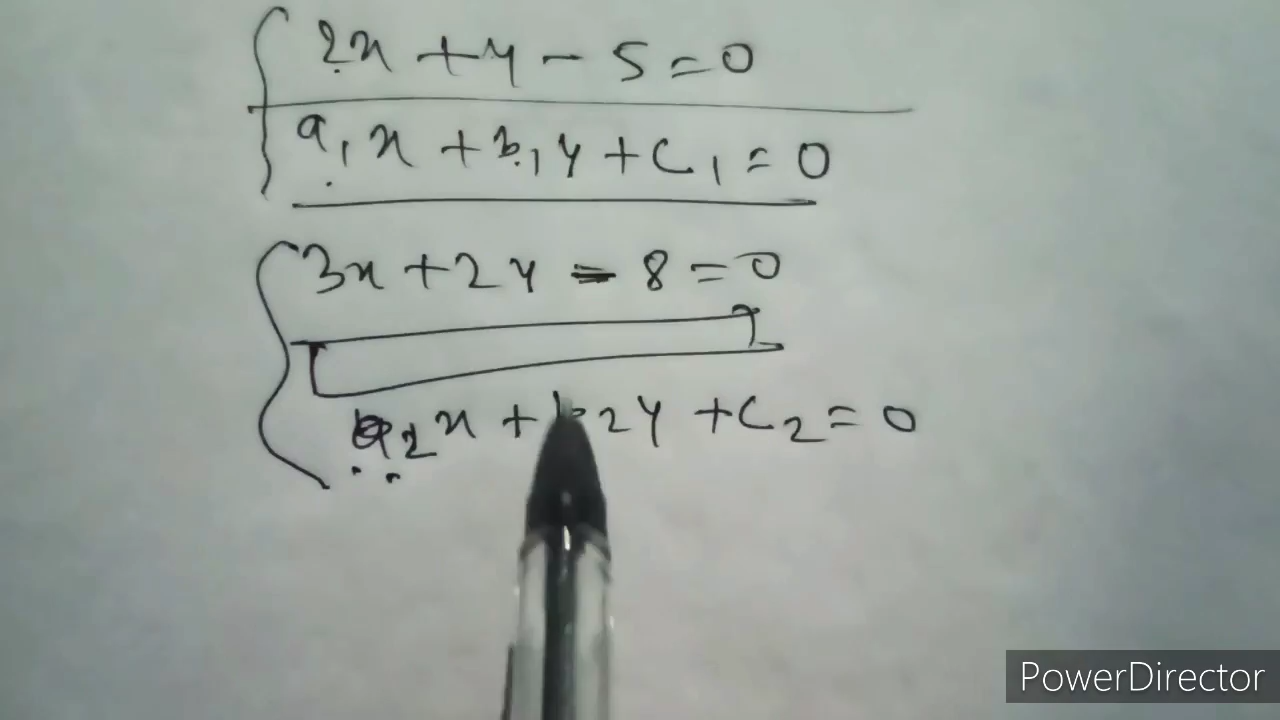 2x + y - 5 = 0
a₁x + b₁y + c₁ = 0
3x + 2y - 8 = 0
a₂x + b₂y + c₂ = 0
PowerDirector